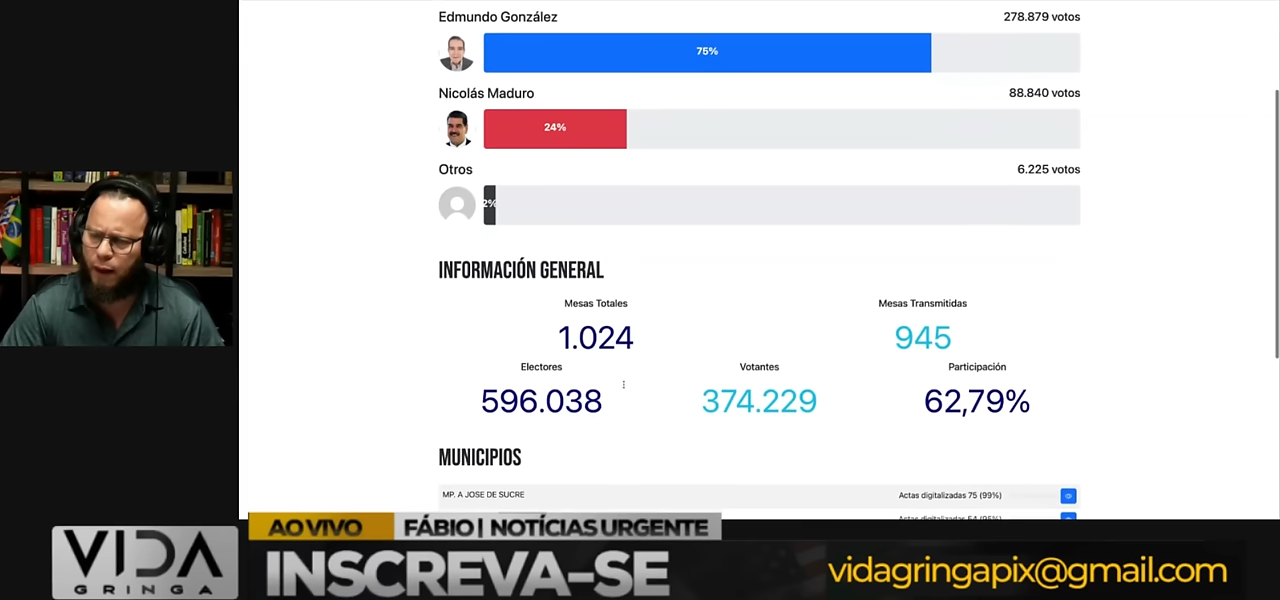 Edmundo González
278.879 votos
75%
Nicolás Maduro
88.840 votos
24%
Otros
6.225 votos
2%
INFORMACIÓN GENERAL
Mesas Totales
Mesas Transmitidas
1.024
945
Electores
Votantes
Participación
596.038
374.229
62,79%
MUNICIPIOS
MP. A JOSE DE SUCRE
Actas digitalizadas 75 (99%)
AO VIVO
FÁBIO | NOTÍCIAS URGENTE
VIDA
GRINGA
INSCREVA-SE
vidagringapix@gmail.com